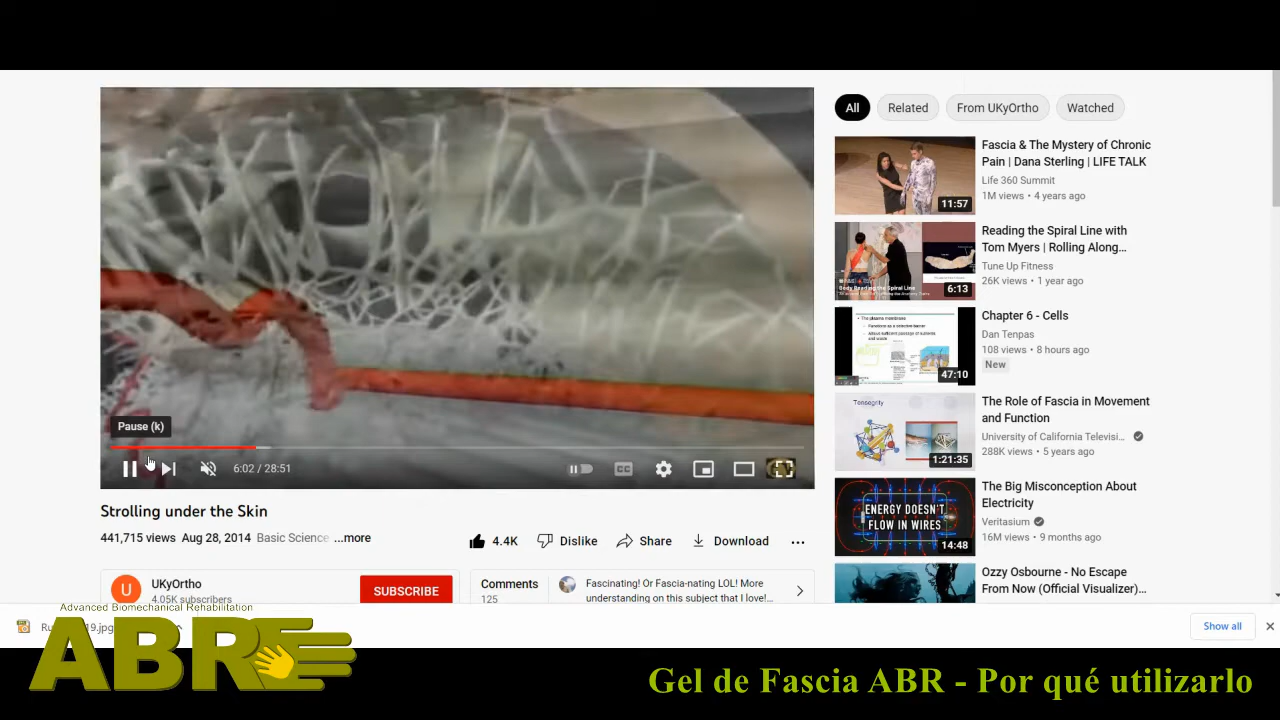 All
Related
From UKyOrtho
Watched
Fascia & The Mystery of Chronic
Pain | Dana Sterling | LIFE TALK
Life 360 Summit
1M views • 4 years ago
11:57
Reading the Spiral Line with
Tom Myers | Rolling Along...
Tune Up Fitness
26K views • 1 year ago
6:13
Chapter 6 - Cells
Dan Tenpas
108 views • 8 hours ago
New
47:10
Tensegrity
The Role of Fascia in Movement
and Function
University of California Televisi...
288K views • 5 years ago
1:21:35
The Big Misconception About
Electricity
Veritasium
16M views • 9 months ago
ENERGY DOESN'T
FLOW IN WIRES
14:48
Ozzy Osbourne - No Escape
From Now (Official Visualizer)...
Pause (k)
6:02 / 28:51
CC
Strolling under the Skin
441,715 views Aug 28, 2014 Basic Science ...more
4.4K
Dislike
Share
Download
U
UKyOrtho
4.05K subscribers
SUBSCRIBE
Comments
125
Fascinating! Or Fascia-nating LOL! More
understanding on this subject that I love!...
Show all
Advanced Biomechanical Rehabilitation
ABR
Gel de Fascia ABR - Por qué utilizarlo